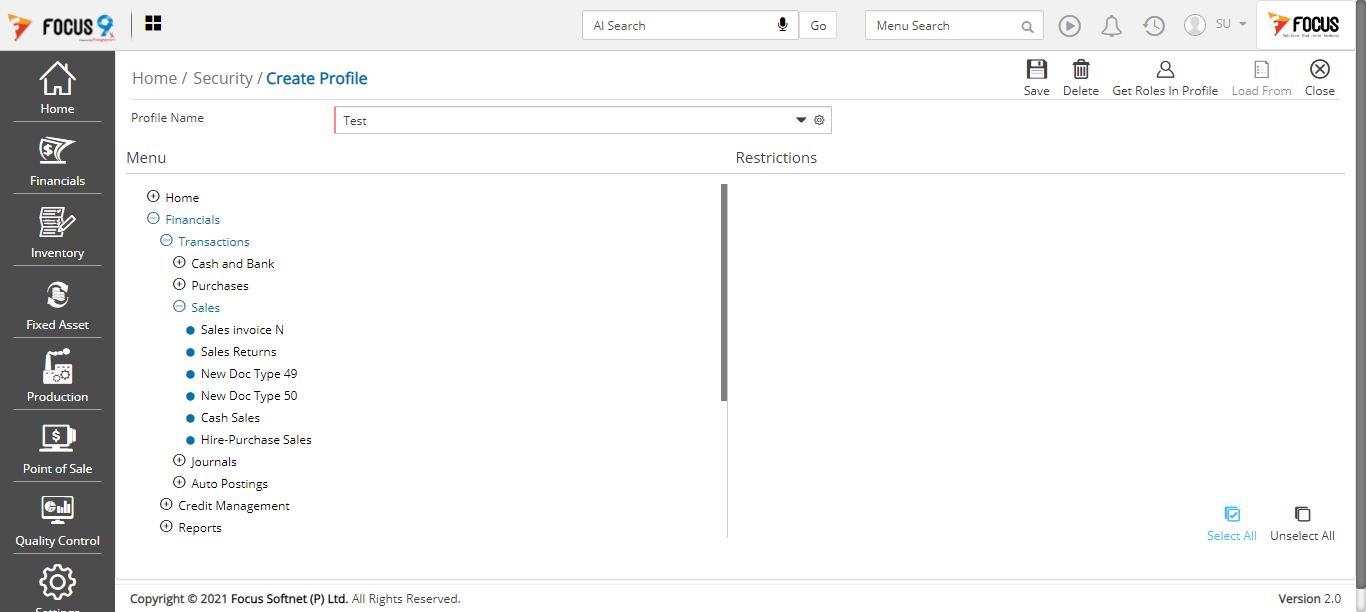 FOCUS 9
AI Search
Go
Menu Search
SU
FOCUS
Home
Financials
Inventory
Fixed Asset
Production
Point of Sale
Quality Control
Settings
Home / Security / Create Profile
Save
Delete
Get Roles In Profile
Load From
Close
Profile Name
Test
Menu
Restrictions
Home
Financials
Transactions
Cash and Bank
Purchases
Sales
Sales invoice N
Sales Returns
New Doc Type 49
New Doc Type 50
Cash Sales
Hire-Purchase Sales
Journals
Auto Postings
Credit Management
Reports
Select All
Unselect All
Copyright © 2021 Focus Softnet (P) Ltd. All Rights Reserved.
Version 2.0